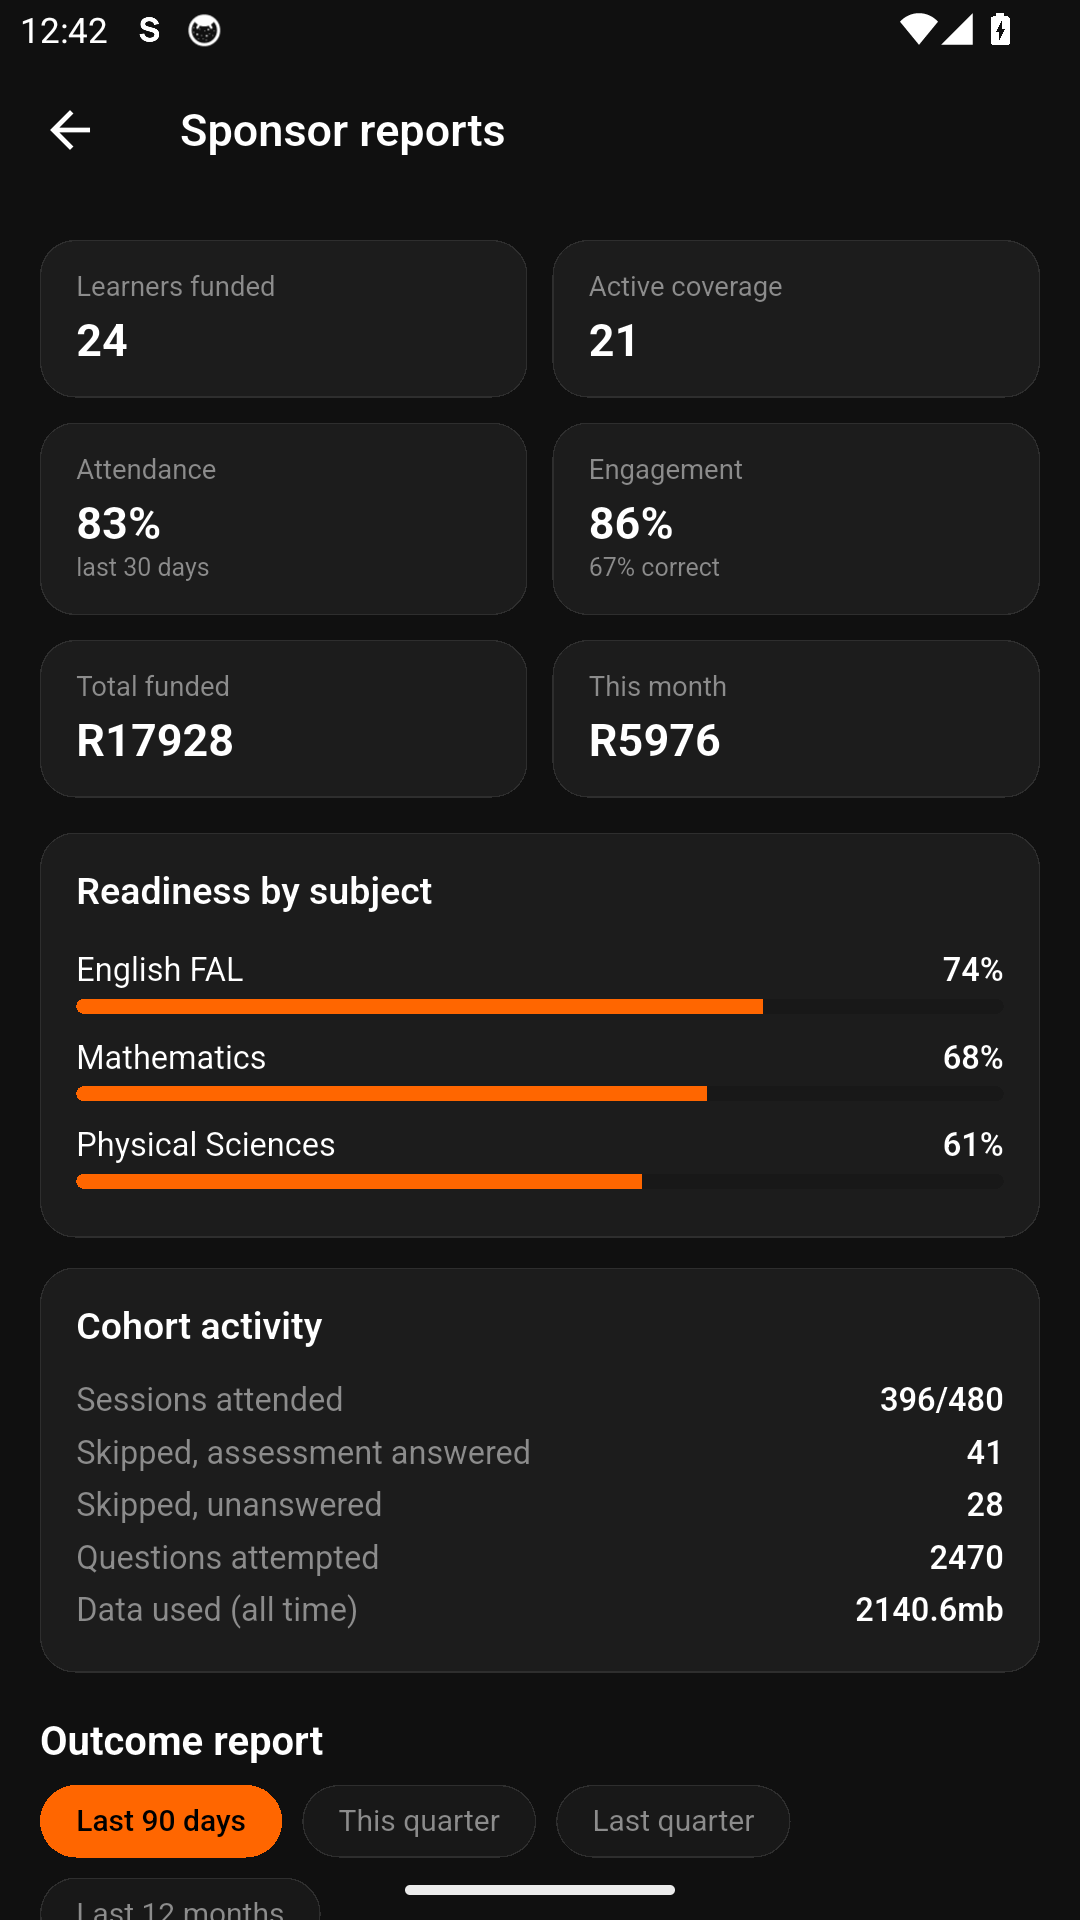 12:42 S
Sponsor reports
Learners funded
24
Active coverage
21
Attendance
83%
last 30 days
Engagement
86%
67% correct
Total funded
R17928
This month
R5976
Readiness by subject
English FAL 74%
Mathematics 68%
Physical Sciences 61%
Cohort activity
Sessions attended 396/480
Skipped, assessment answered 41
Skipped, unanswered 28
Questions attempted 2470
Data used (all time) 2140.6mb
Outcome report
Last 90 days This quarter Last quarter
Last 12 months